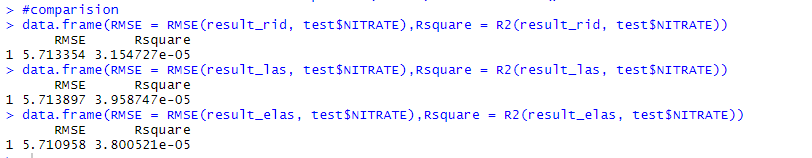 > #comparision
> data.frame(RMSE = RMSE(result_rid, test$NITRATE),Rsquare = R2(result_rid, test$NITRATE))
RMSE Rsquare
1 5.713354 3.154727e-05
> data.frame(RMSE = RMSE(result_las, test$NITRATE),Rsquare = R2(result_las, test$NITRATE))
RMSE Rsquare
1 5.713897 3.958747e-05
> data.frame(RMSE = RMSE(result_elas, test$NITRATE),Rsquare = R2(result_elas, test$NITRATE))
RMSE Rsquare
1 5.710958 3.800521e-05